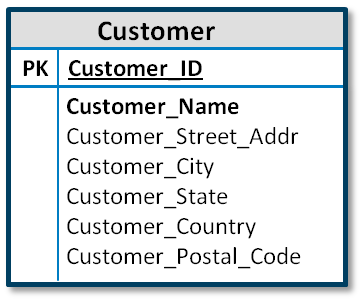 Customer
PK Customer_ID
Customer_Name
Customer_Street_Addr
Customer_City
Customer_State
Customer_Country
Customer_Postal_Code